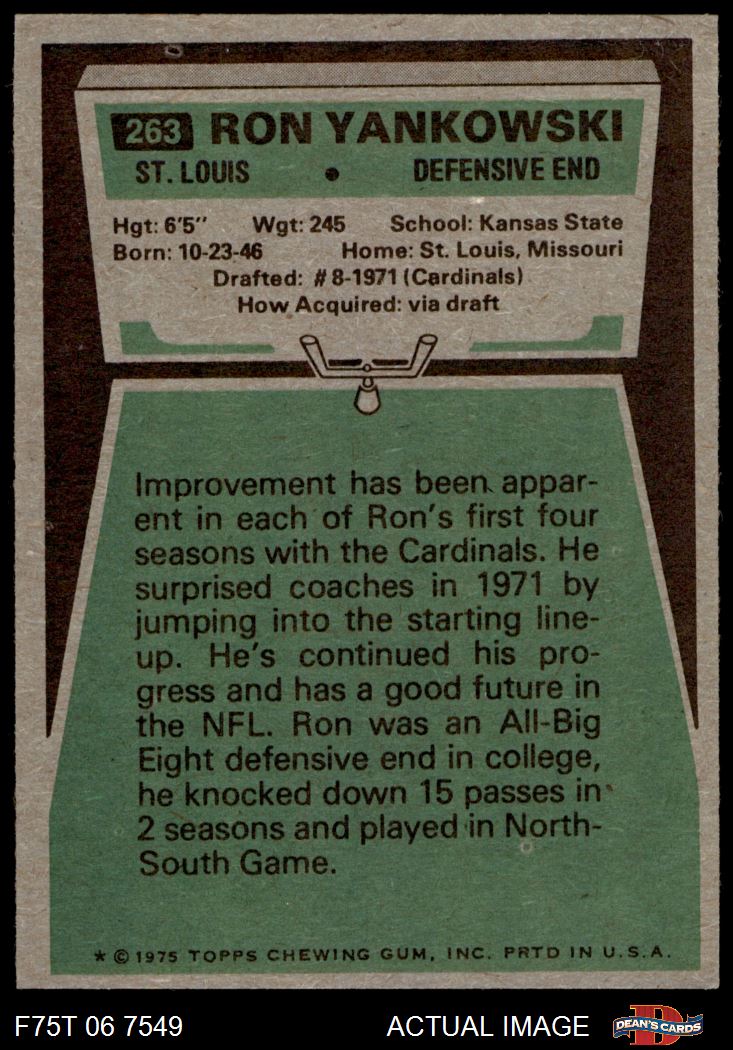 263 RON YANKOWSKI
ST. LOUIS • DEFENSIVE END
Hgt: 6'5" Wgt: 245 School: Kansas State
Born: 10-23-46 Home: St. Louis, Missouri
Drafted: #8-1971 (Cardinals)
How Acquired: via draft
Improvement has been appar-
ent in each of Ron's first four
seasons with the Cardinals. He
surprised coaches in 1971 by
jumping into the starting line-
up. He's continued his pro-
gress and has a good future in
the NFL. Ron was an All-Big
Eight defensive end in college,
he knocked down 15 passes in
2 seasons and played in North-
South Game.
* © 1975 TOPPS CHEWING GUM, INC. PRTD IN U.S.A.
F75T 06 7549 ACTUAL IMAGE
D
DEAN'S CARDS